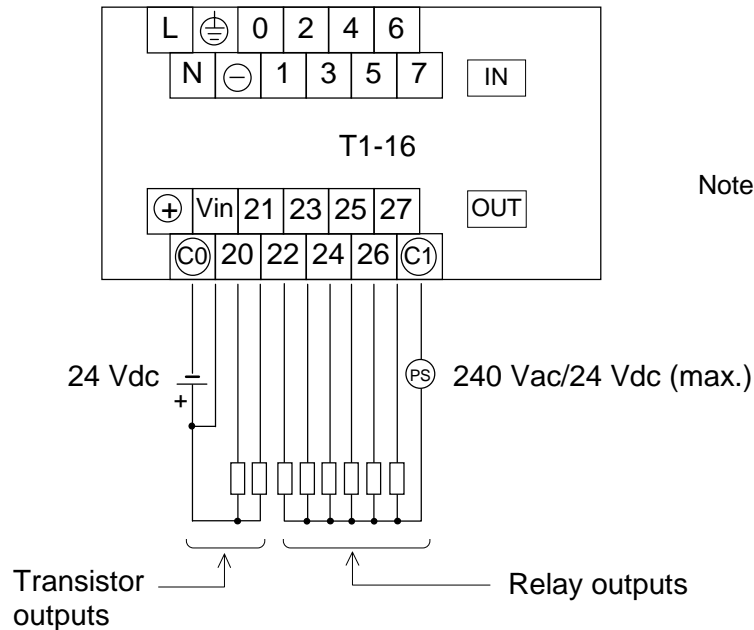 L ⏚ 0 2 4 6
N ⊖ 1 3 5 7 IN
T1-16
Note
⊕ Vin 21 23 25 27 OUT
C0 20 22 24 26 C1
24 Vdc − PS 240 Vac/24 Vdc (max.)
+
Transistor
outputs
Relay outputs